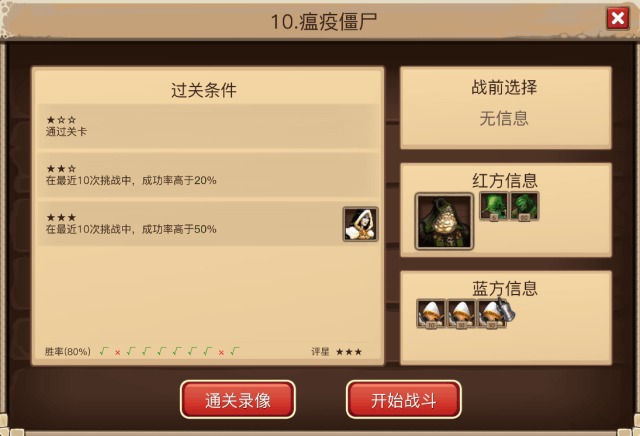 10.瘟疫僵尸
过关条件
★☆☆
通过关卡
★★☆
在最近10次挑战中，成功率高于20%
★★★
在最近10次挑战中，成功率高于50%
胜率(80%) √ × √ √ √ √ √ √ × √
评星 ★★★
战前选择
无信息
红方信息
蓝方信息
通关录像
开始战斗